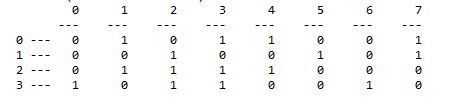 0 1 2 3 4 5 6 7
--- --- --- --- --- --- --- ---
0 --- 0 1 0 1 1 0 0 1
1 --- 0 0 1 0 0 1 0 1
2 --- 0 1 1 1 1 0 0 0
3 --- 1 0 1 1 0 0 1 0